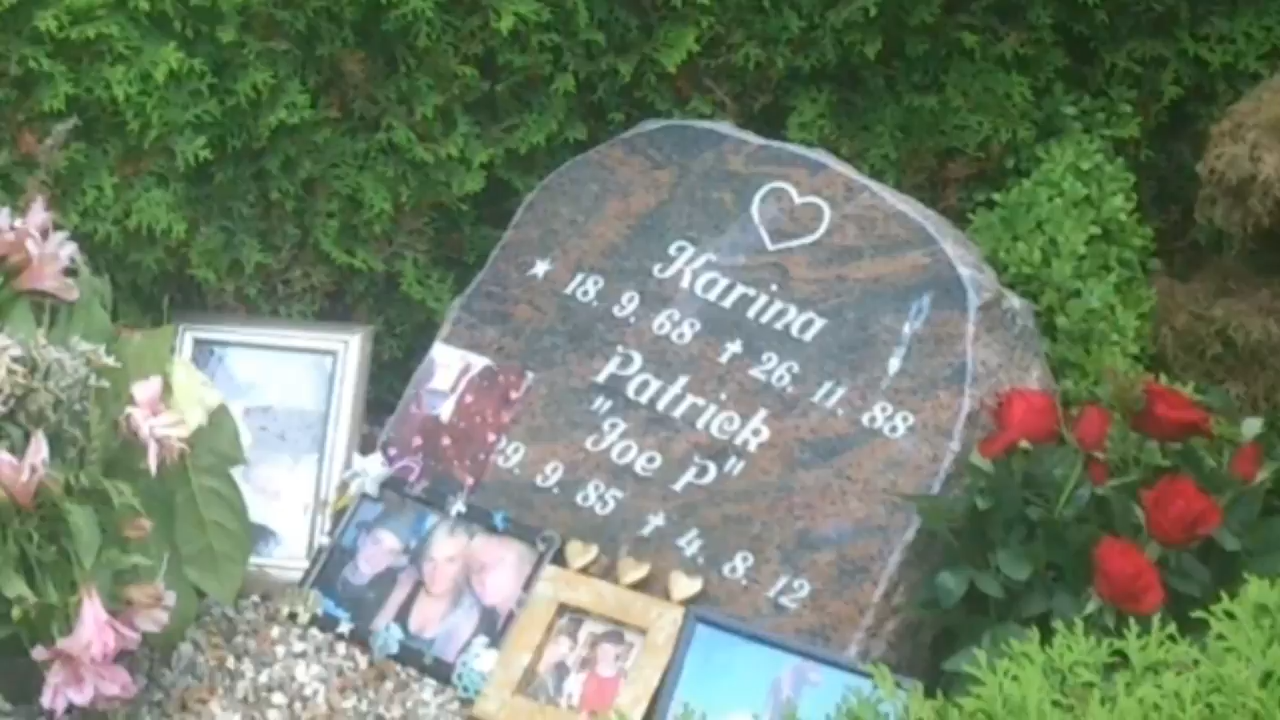 Karina
18. 9. 68 † 26. 11. 88
Patrick
"Joe P"
29. 9. 85 † 4. 8. 12